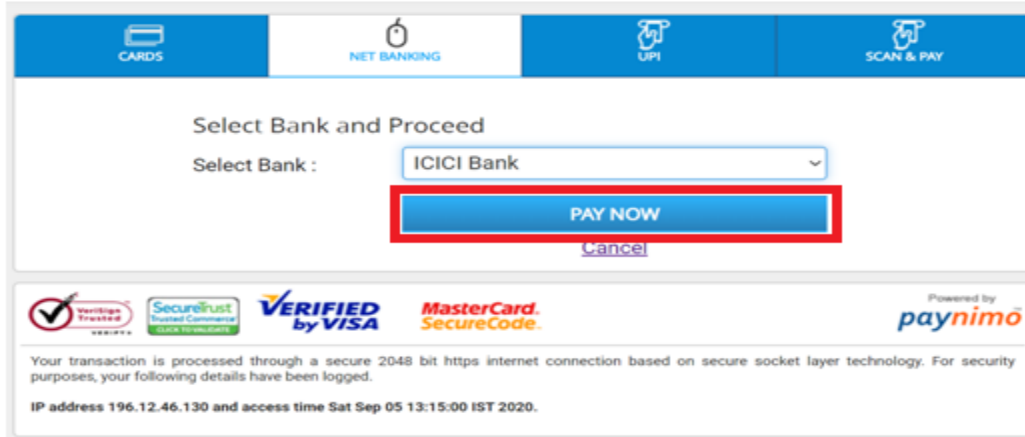 CARDS
NET BANKING
UPI
SCAN & PAY
Select Bank and Proceed
Select Bank :
ICICI Bank
PAY NOW
Cancel
VeriSign
Trusted
VERIFY
SecureTrust
Trusted Commerce
CLICK TO VALIDATE
VERIFIED
by VISA
MasterCard.
SecureCode.
Powered by
paynimo
Your transaction is processed through a secure 2048 bit https internet connection based on secure socket layer technology. For security
purposes, your following details have been logged.
IP address 196.12.46.130 and access time Sat Sep 05 13:15:00 IST 2020.